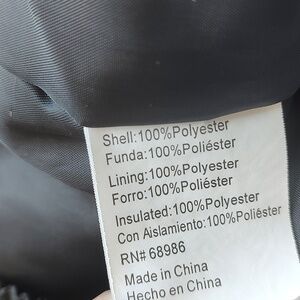 Shell:100%Polyester
Funda:100%Poliéster
Lining:100%Polyester
Forro:100%Poliéster
Insulated:100%Polyester
Con Aislamiento:100%Poliéster
RN# 68986
Made in China
Hecho en China